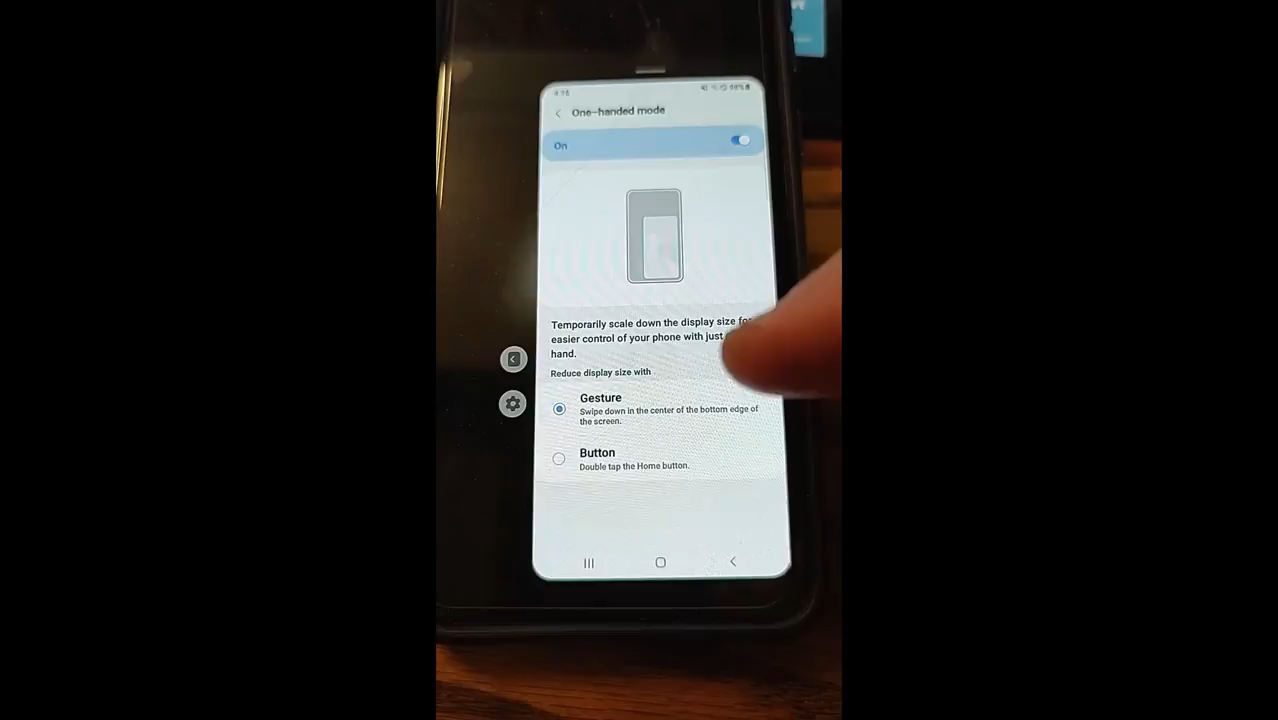 One-handed mode
On
Temporarily scale down the display size for
easier control of your phone with just
hand.
Reduce display size with
Gesture
Swipe down in the center of the bottom edge of
the screen.
Button
Double tap the Home button.